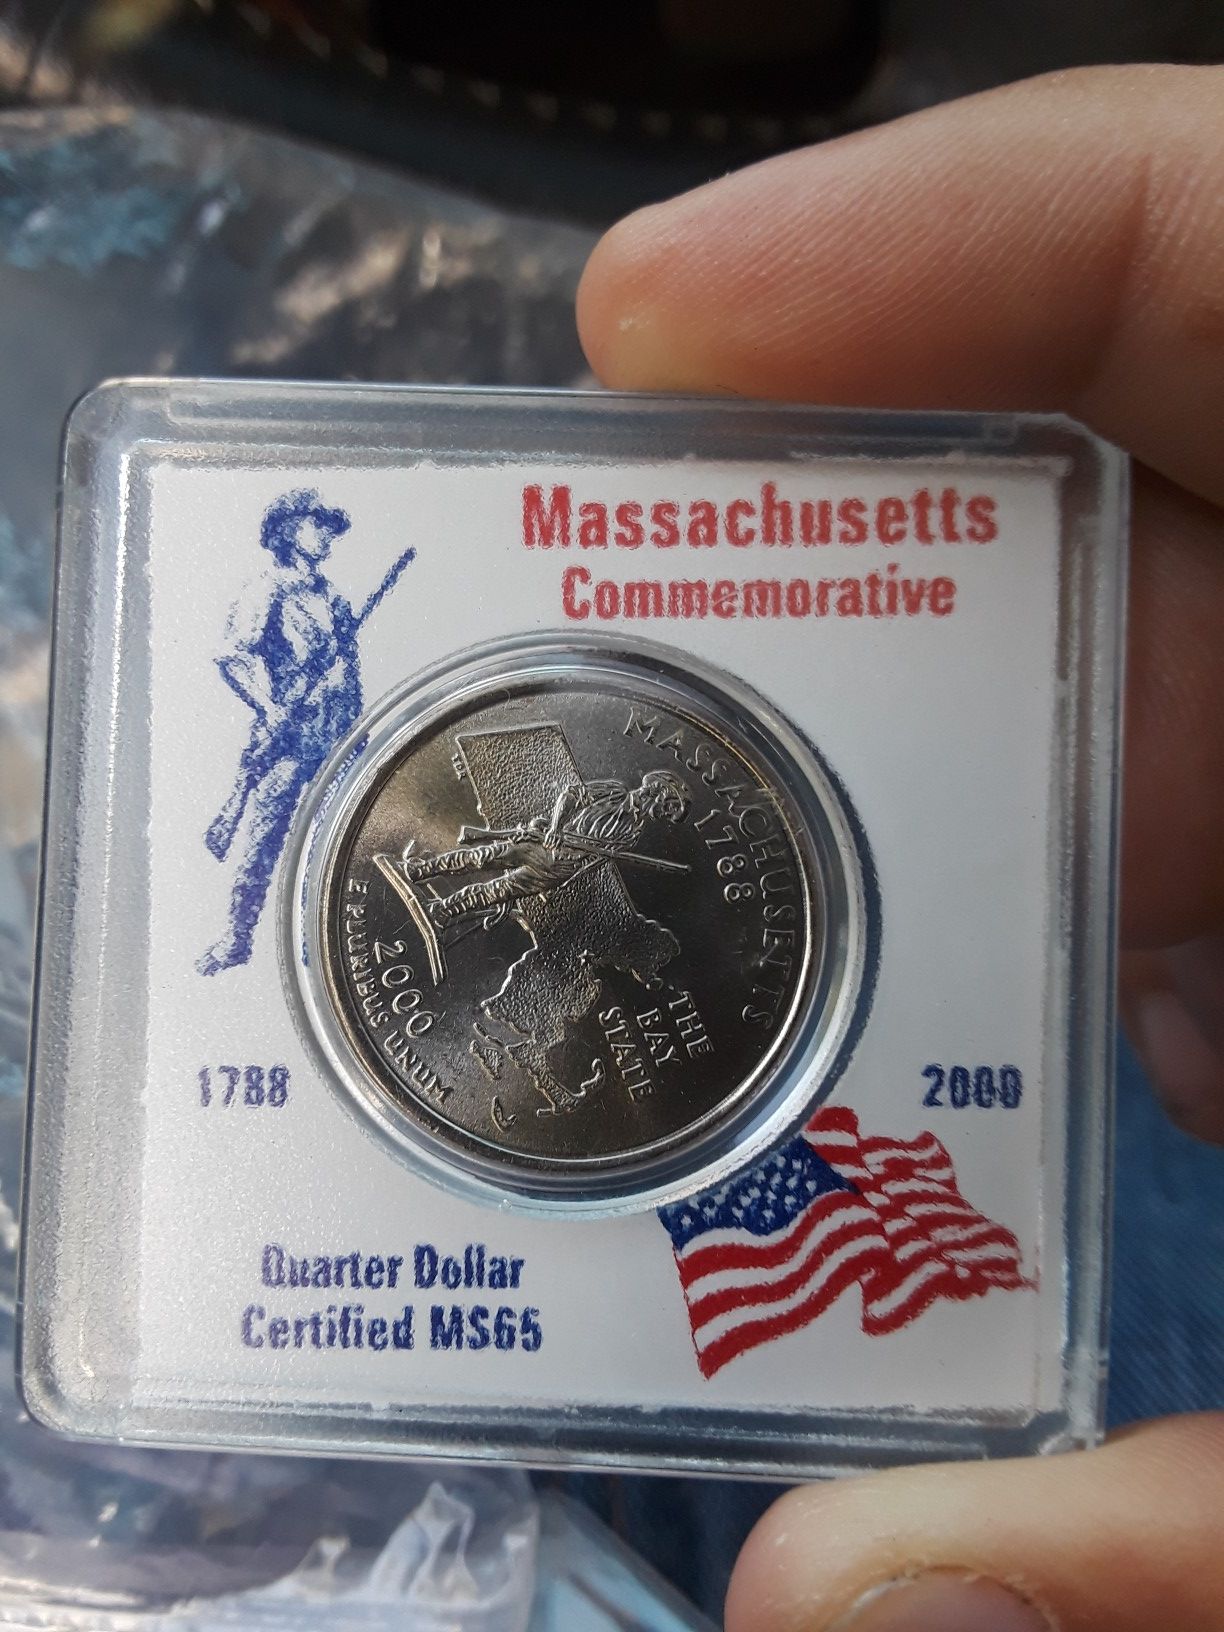 Massachusetts
Commemorative
MASSACHUSETTS
1788
THE
BAY
STATE
2000
E PLURIBUS UNUM
1788
2000
Quarter Dollar
Certified MS65